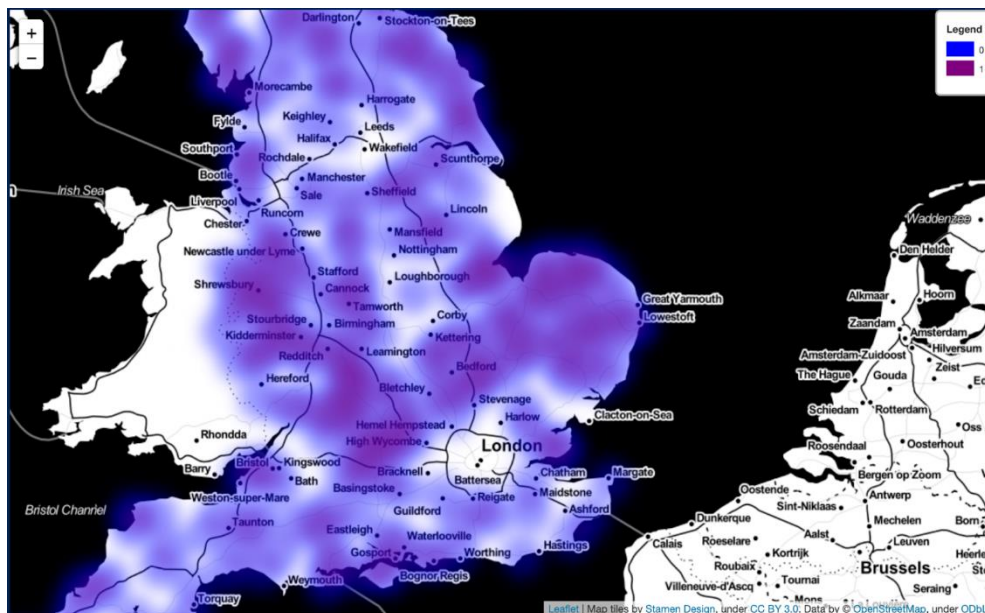 Darlington
Stockton-on-Tees
+
−
Legend
0
1
Morecambe
Harrogate
Keighley
Fylde
Leeds
Halifax
Southport
Wakefield
Rochdale
Scunthorpe
Bootle
Manchester
Irish Sea
Sale
Sheffield
Liverpool
Runcorn
Lincoln
Chester
Waddenzee
Crewe
Mansfield
Newcastle under Lyme
Nottingham
Den Helder
Stafford
Loughborough
Shrewsbury
Cannock
Tamworth
Great Yarmouth
Alkmaar
Hoorn
Stourbridge
Birmingham
Corby
Lowestoft
Zaandam
Kidderminster
Kettering
Amsterdam
Redditch
Leamington
Hilversum
Amsterdam-Zuidoost
Bedford
Zeist
Hereford
Bletchley
The Hague
Gouda
Stevenage
Schiedam
Rotterdam
Hemel Hempstead
Harlow
Clacton-on-Sea
Oss
Rhondda
High Wycombe
London
Roosendaal
Oosterhout
Barry
Bristol
Kingswood
Bracknell
Battersea
Chatham
Margate
Bergen op Zoom
Bath
Weston-super-Mare
Basingstoke
Reigate
Maidstone
Oostende
Antwerp
Bristol Channel
Guildford
Ashford
Sint-Niklaas
Taunton
Dunkerque
Mechelen
Born
Eastleigh
Waterlooville
Calais
Roeselare
Aalst
Leuven
Gosport
Worthing
Hastings
Kortrijk
Heerle
Bognor Regis
Roubaix
Brussels
Weymouth
Villeneuve-d'Ascq
Tournai
Seraing
Torquay
Mons
Leaflet | Map tiles by Stamen Design, under CC BY 3.0. Data by © OpenStreetMap, under ODbL